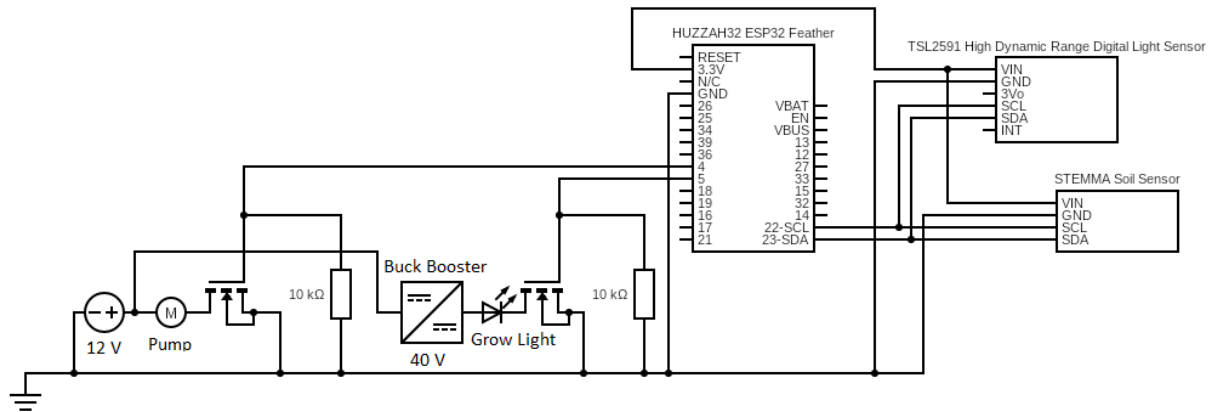 HUZZAH32 ESP32 Feather
RESET
3.3V
N/C
GND
26
25
34
39
36
4
5
18
19
16
17
21
VBAT
EN
VBUS
13
12
27
33
15
32
14
22-SCL
23-SDA
TSL2591 High Dynamic Range Digital Light Sensor
VIN
GND
3Vo
SCL
SDA
INT
STEMMA Soil Sensor
VIN
GND
SCL
SDA
12 V
M
Pump
10 kΩ
Buck Booster
40 V
Grow Light
10 kΩ